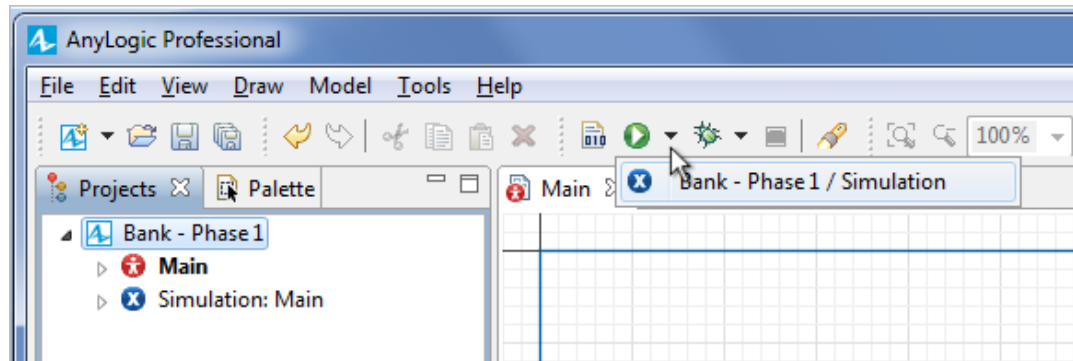 AnyLogic Professional
File Edit View Draw Model Tools Help
010 100%
Projects Palette Main Bank - Phase 1 / Simulation
Bank - Phase 1
Main
Simulation: Main